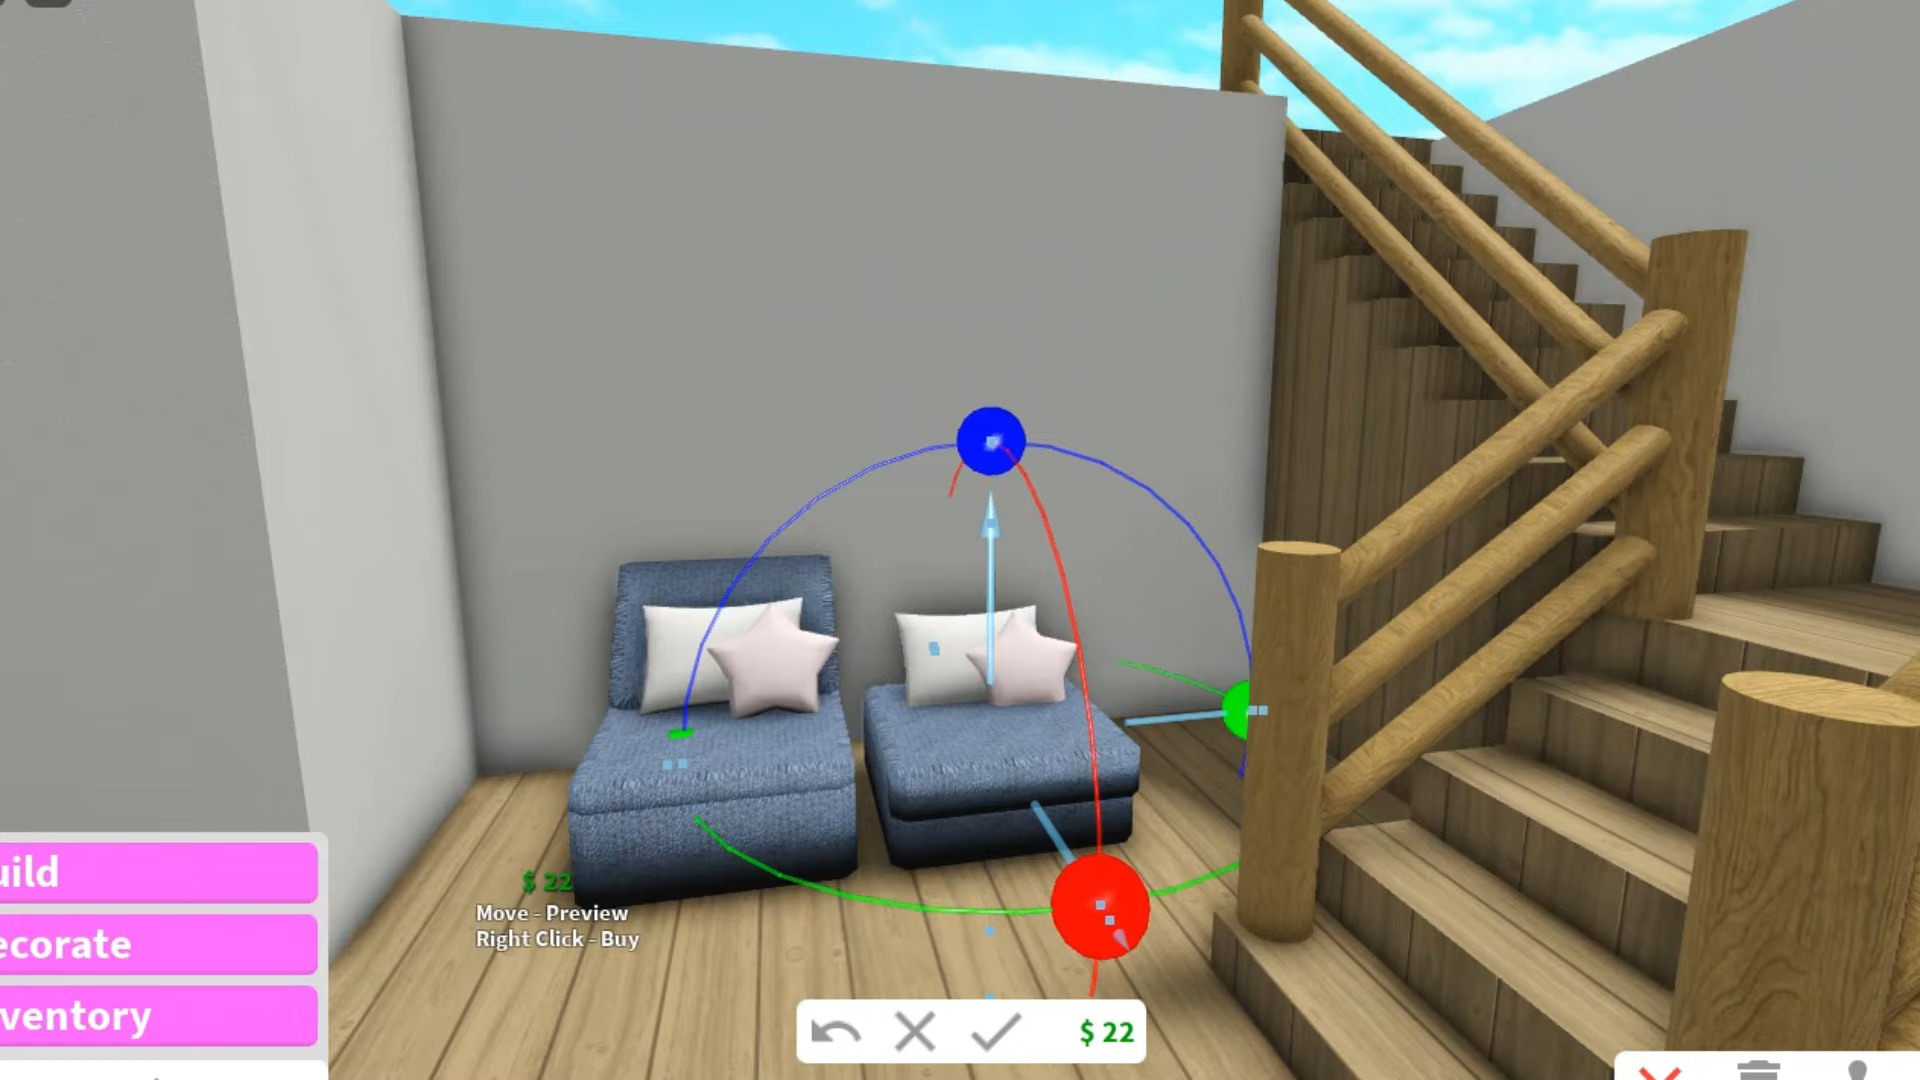 uild
ecorate
ventory
$ 22
Move - Preview
Right Click - Buy
$ 22